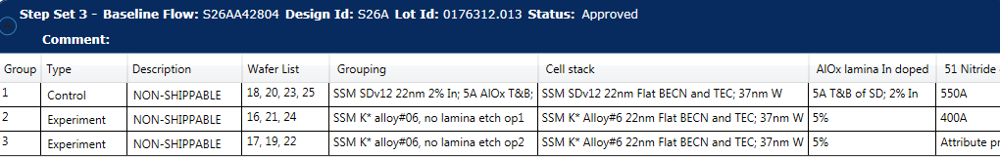 Step Set 3 - Baseline Flow: S26AA42804 Design Id: S26A Lot Id: 0176312.013 Status: Approved
Comment:
Group Type Description Wafer List Grouping Cell stack AlOx lamina In doped 51 Nitride
1 Control NON-SHIPPABLE 18, 20, 23, 25 SSM SDv12 22nm 2% In; 5A AlOx T&B; SSM SDv12 22nm Flat BECN and TEC; 37nm W 5A T&B of SD; 2% In 550A
2 Experiment NON-SHIPPABLE 16, 21, 24 SSM K* alloy#06, no lamina etch op1 SSM K* Alloy#6 22nm Flat BECN and TEC; 37nm W 5% 400A
3 Experiment NON-SHIPPABLE 17, 19, 22 SSM K* alloy#06, no lamina etch op2 SSM K* Alloy#6 22nm Flat BECN and TEC; 37nm W 5% Attribute pr